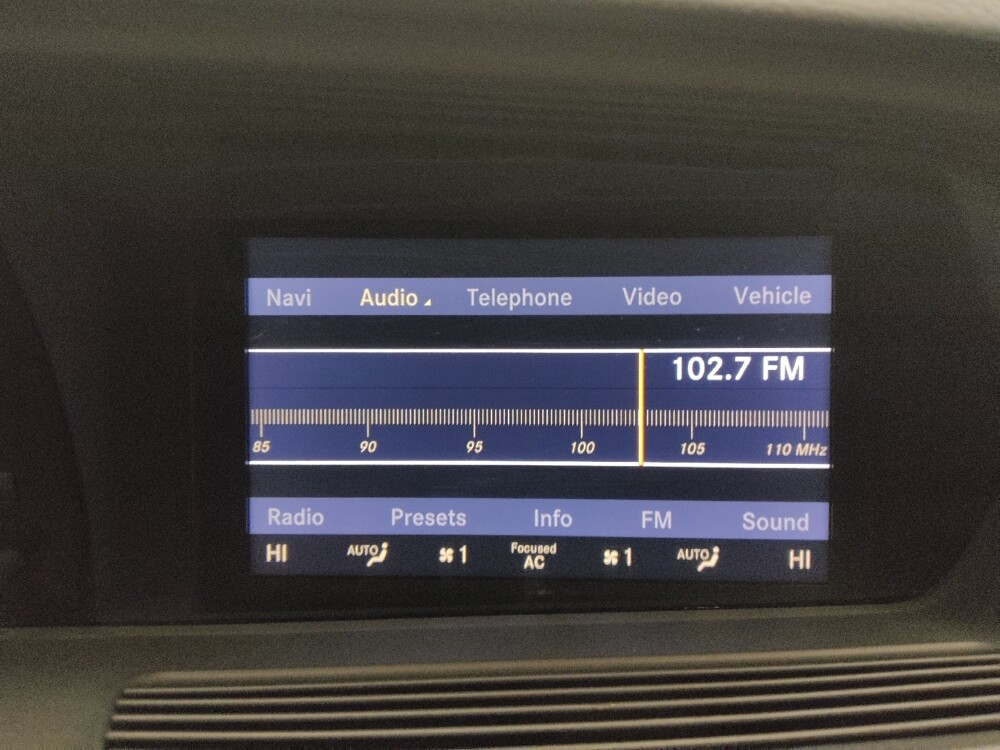 Navi Audio Telephone Video Vehicle
102.7 FM
85 90 95 100 105 110 MHz
Radio Presets Info FM Sound
HI AUTO 1 Focused AC 1 AUTO HI